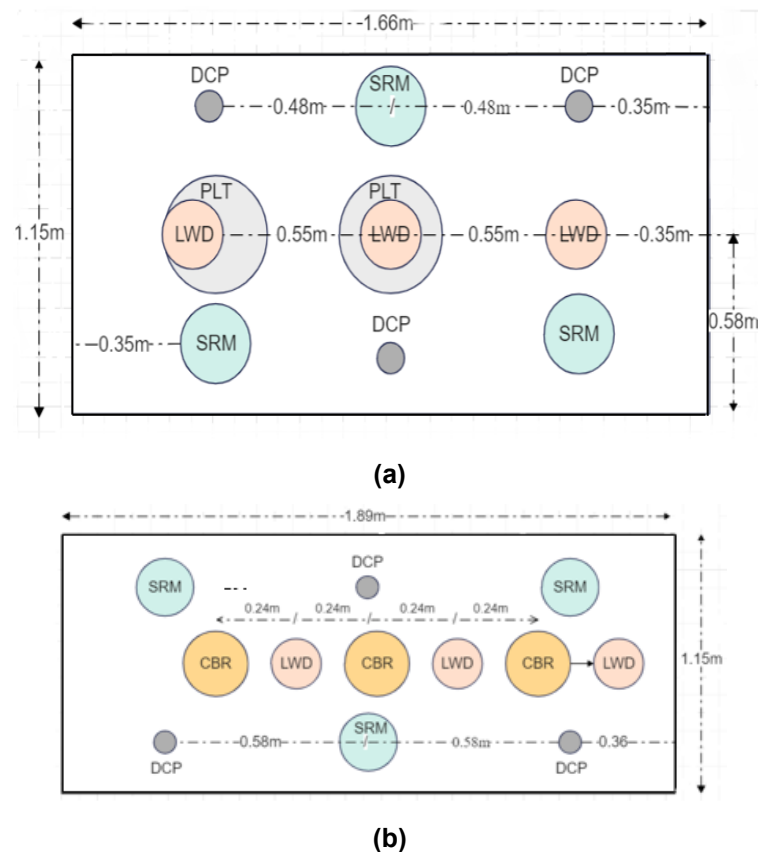 1.66m
DCP
SRM
DCP
0.48m
/
0.48m
0.35m
1.15m
PLT
PLT
LWD
0.55m
LWD
0.55m
LWD
0.35m
0.35m
SRM
DCP
SRM
0.58m
(a)
1.89m
SRM
DCP
SRM
0.24m / 0.24m / 0.24m / 0.24m
CBR
LWD
CBR
LWD
CBR
LWD
1.15m
SRM
0.58m
/
0.58m
0.36
DCP
DCP
(b)